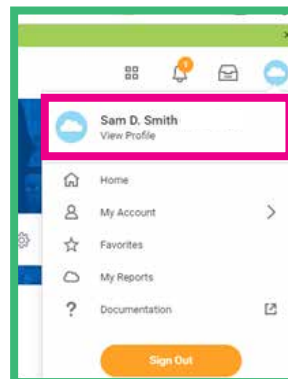 Sam D. Smith
View Profile
Home
My Account
Favorites
My Reports
Documentation
Sign Out